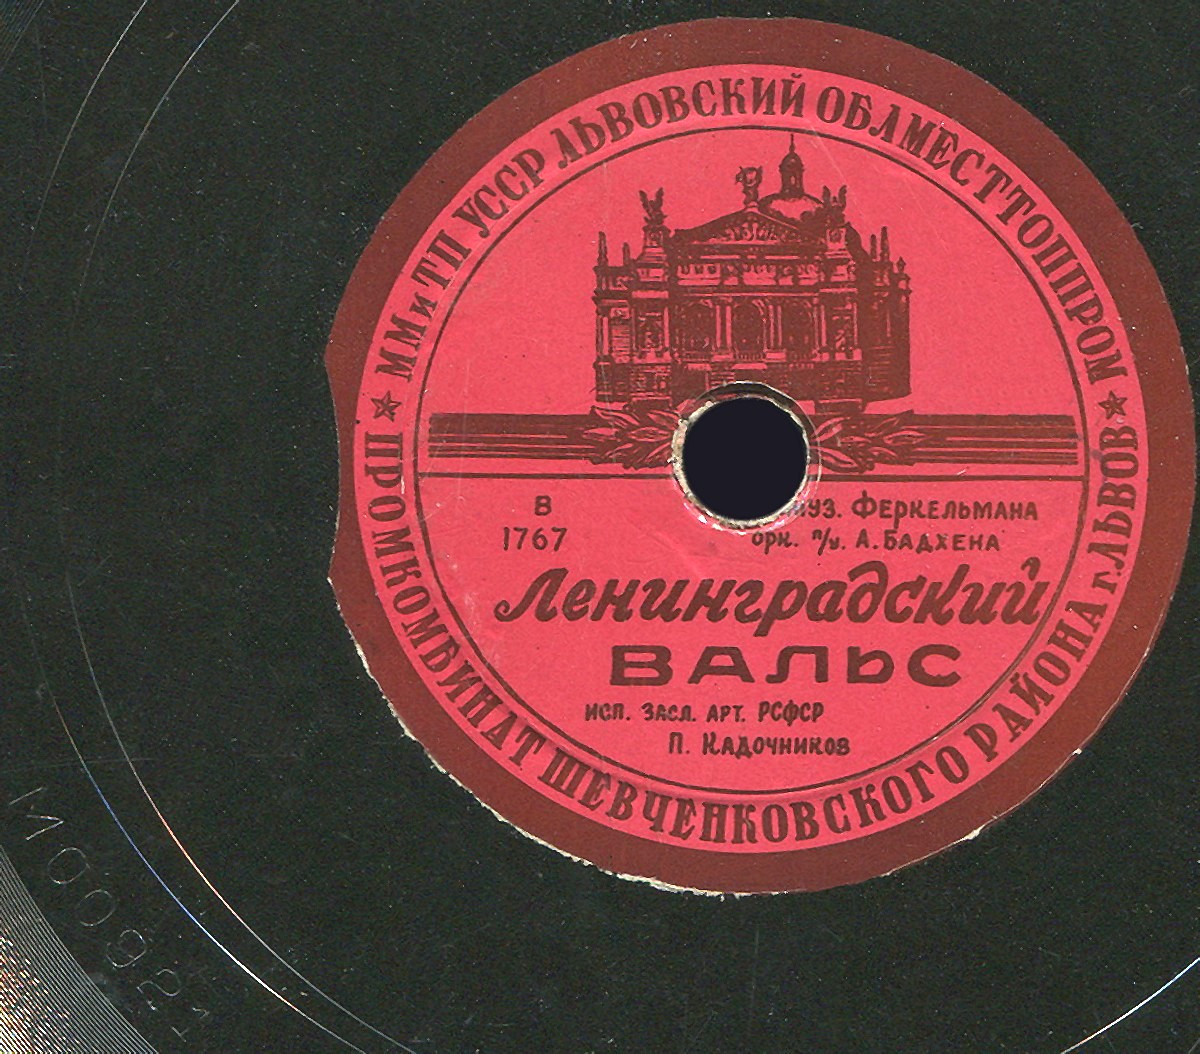 ММиТП УССР ЛЬВОВСКИЙ ОБЛМЕСТТОППРОМ
ПРОМКОМБИНАТ ШЕВЧЕНКОВСКОГО РАЙОНА г.ЛЬВОВ
В
1767
МУЗ. ФЕРКЕЛЬМАНА
ОРК. П/У. А. БАДХЕНА
Ленинградский
ВАЛЬС
ИСП. ЗАСЛ. АРТ. РСФСР
П. КАДОЧНИКОВ